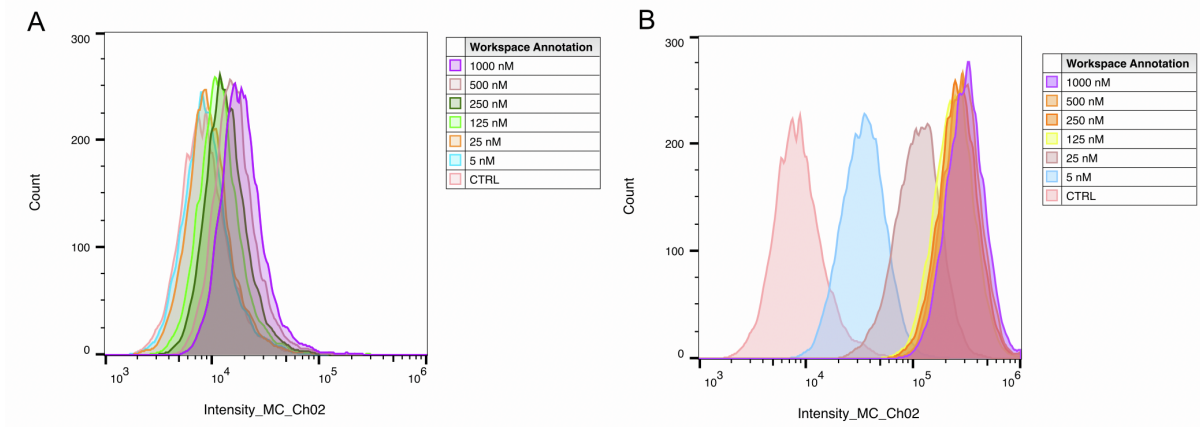 A
300
200
100
0
Count
10^3
10^4
10^5
10^6
Intensity_MC_Ch02
Workspace Annotation
1000 nM
500 nM
250 nM
125 nM
25 nM
5 nM
CTRL
B
300
200
100
0
Count
10^3
10^4
10^5
10^6
Intensity_MC_Ch02
Workspace Annotation
1000 nM
500 nM
250 nM
125 nM
25 nM
5 nM
CTRL